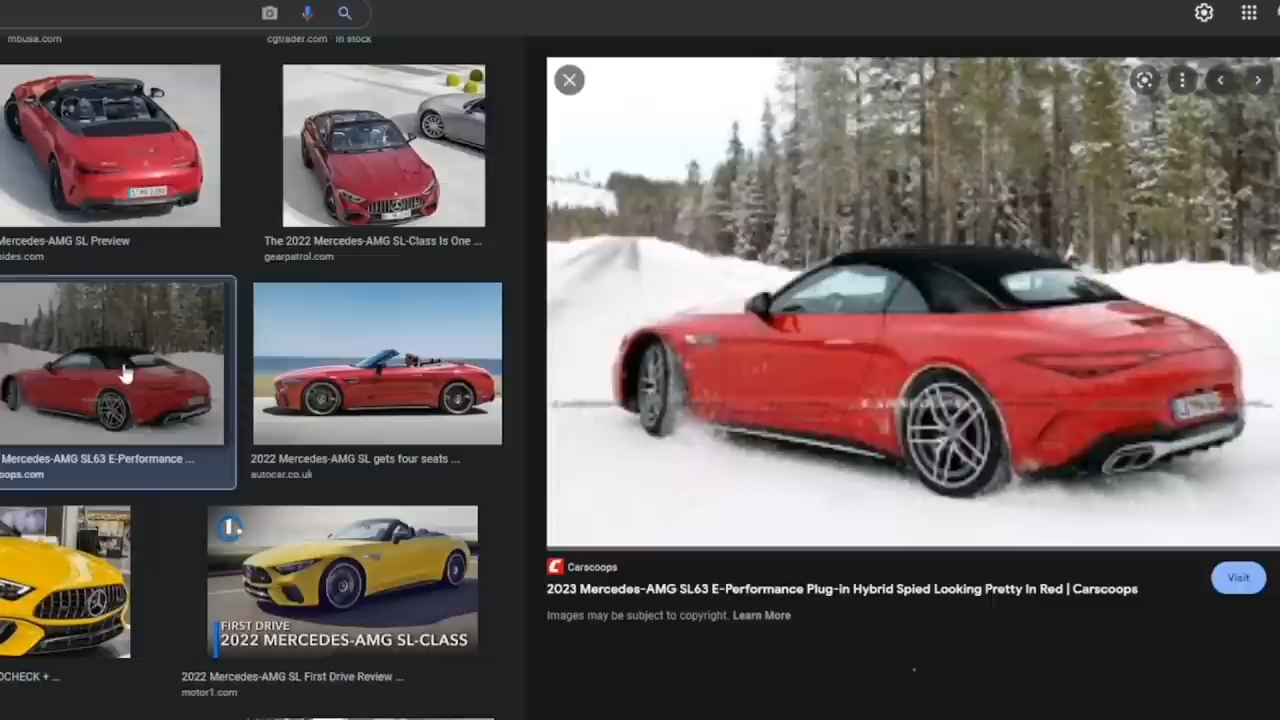 mbusa.com
cgtrader.com · In stock
Mercedes-AMG SL Preview
The 2022 Mercedes-AMG SL-Class Is One ...
gearpatrol.com
Mercedes-AMG SL63 E-Performance ...
oops.com
2022 Mercedes-AMG SL gets four seats ...
autocar.co.uk
1.
FIRST DRIVE
2022 MERCEDES-AMG SL-CLASS
OCHECK + ...
2022 Mercedes-AMG SL First Drive Review ...
motor1.com
Carscoops
2023 Mercedes-AMG SL63 E-Performance Plug-in Hybrid Spied Looking Pretty In Red | Carscoops
Visit
Images may be subject to copyright. Learn More